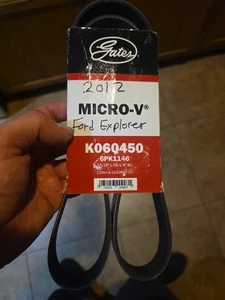 Gates
2012
MICRO-V®
Ford Explorer
K060450
6PK1146